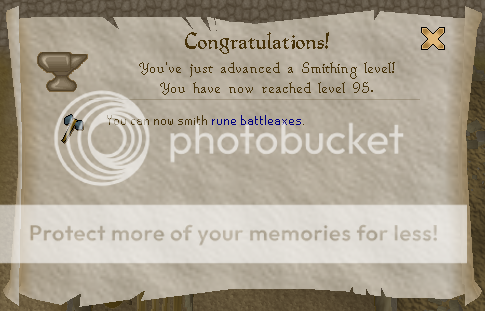 Congratulations!
You've just advanced a Smithing level!
You have now reached level 95.
You can now smith rune battleaxes.
photobucket
Protect more of your memories for less!